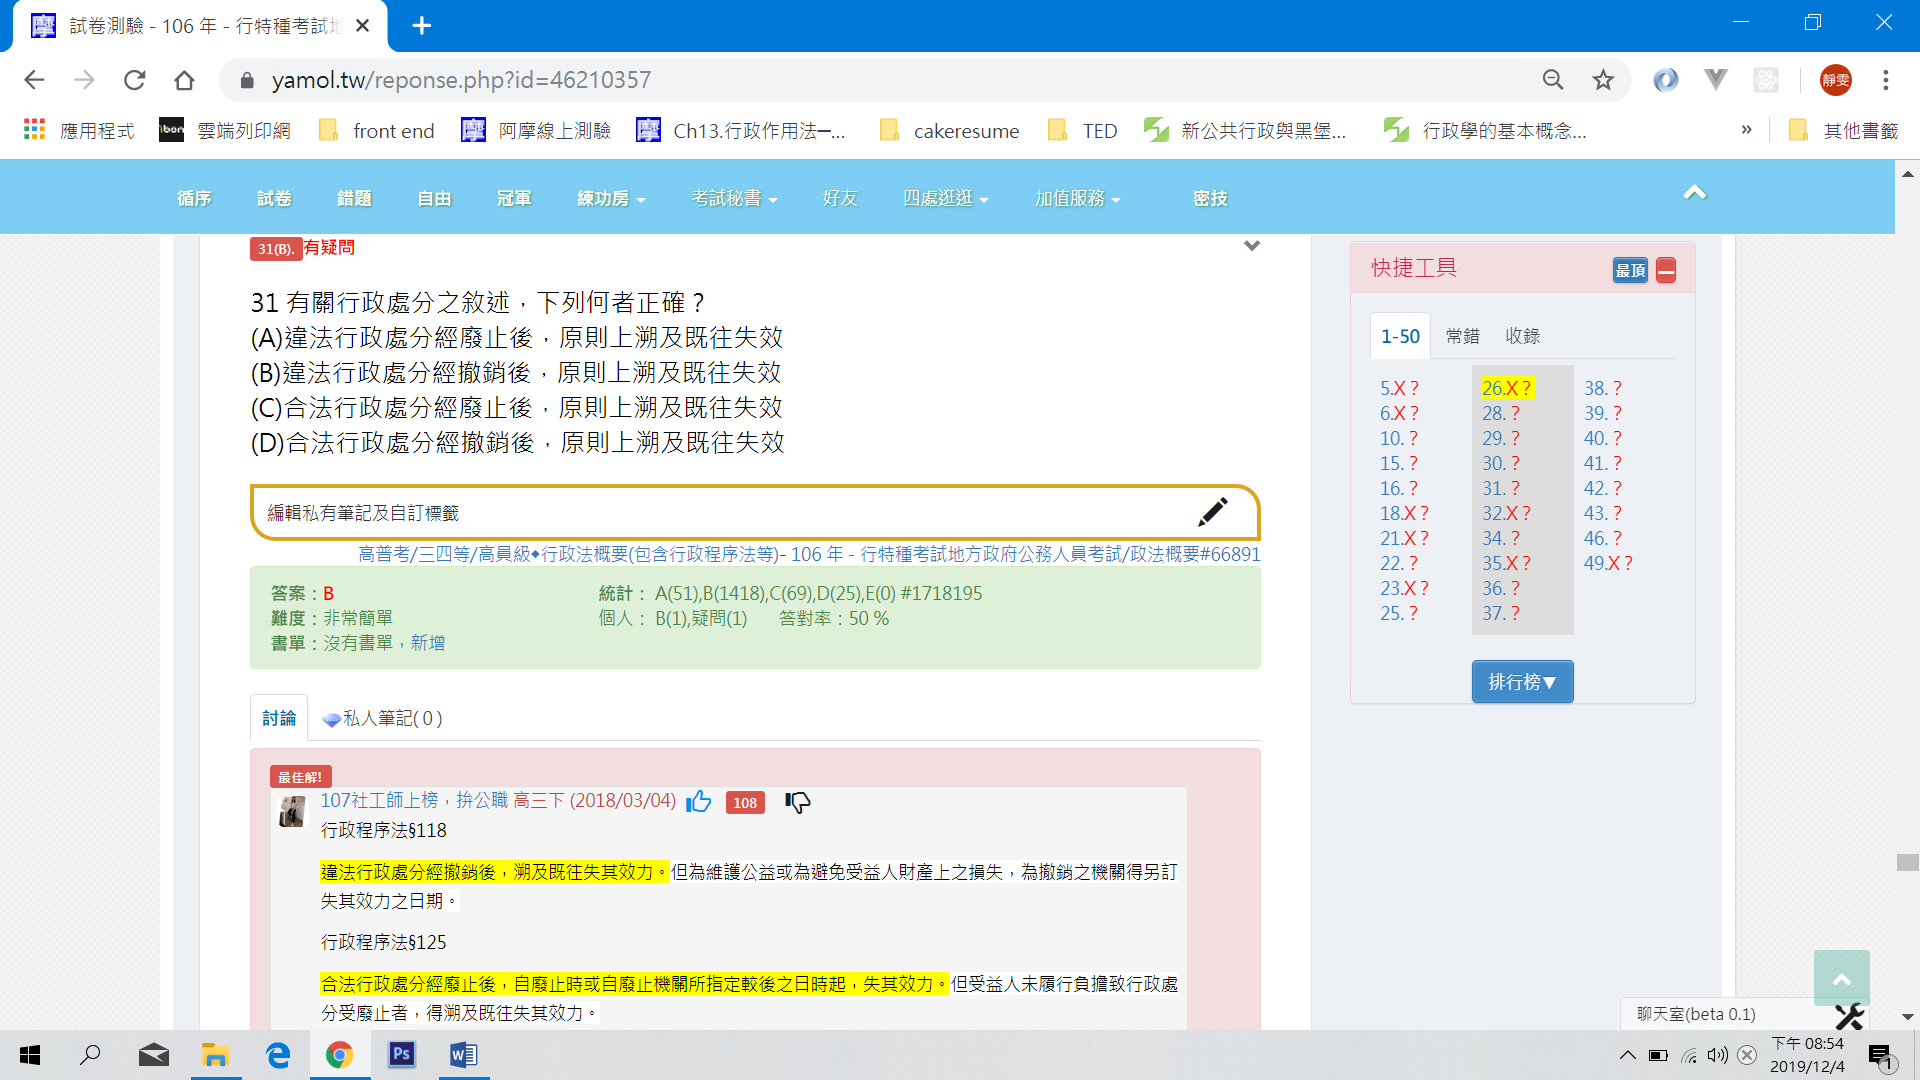 試卷測驗 - 106 年 - 行特種考試地
yamol.tw/reponse.php?id=46210357
靜雯
應用程式
ibon
雲端列印網
front end
阿摩線上測驗
Ch13.行政作用法─...
cakeresume
TED
新公共行政與黑堡...
行政學的基本概念...
»
其他書籤
循序 試卷 錯題 自由 冠軍 練功房 考試秘書 好友 四處逛逛 加值服務 密技
31(B). 有疑問
31 有關行政處分之敘述，下列何者正確？
(A)違法行政處分經廢止後，原則上溯及既往失效
(B)違法行政處分經撤銷後，原則上溯及既往失效
(C)合法行政處分經廢止後，原則上溯及既往失效
(D)合法行政處分經撤銷後，原則上溯及既往失效
編輯私有筆記及自訂標籤
高普考/三四等/高員級◆行政法概要(包含行政程序法等)- 106 年 - 行特種考試地方政府公務人員考試/政法概要#66891
答案：B
統計： A(51),B(1418),C(69),D(25),E(0) #1718195
難度：非常簡單
個人： B(1),疑問(1) 答對率：50 %
書單：沒有書單，新增
討論 私人筆記( 0 )
最佳解!
107社工師上榜，拚公職 高三下 (2018/03/04) 108
行政程序法§118
違法行政處分經撤銷後，溯及既往失其效力。但為維護公益或為避免受益人財產上之損失，為撤銷之機關得另訂
失其效力之日期。
行政程序法§125
合法行政處分經廢止後，自廢止時或自廢止機關所指定較後之日時起，失其效力。但受益人未履行負擔致行政處
分受廢止者，得溯及既往失其效力。
快捷工具 最頂
1-50 常錯 收錄
5.X？ 26.X？ 38.？
6.X？ 28.？ 39.？
10.？ 29.？ 40.？
15.？ 30.？ 41.？
16.？ 31.？ 42.？
18.X？ 32.X？ 43.？
21.X？ 34.？ 46.？
22.？ 35.X？ 49.X？
23.X？ 36.？
25.？ 37.？
排行榜▼
聊天室(beta 0.1)
Ps
下午 08:54
2019/12/4
1